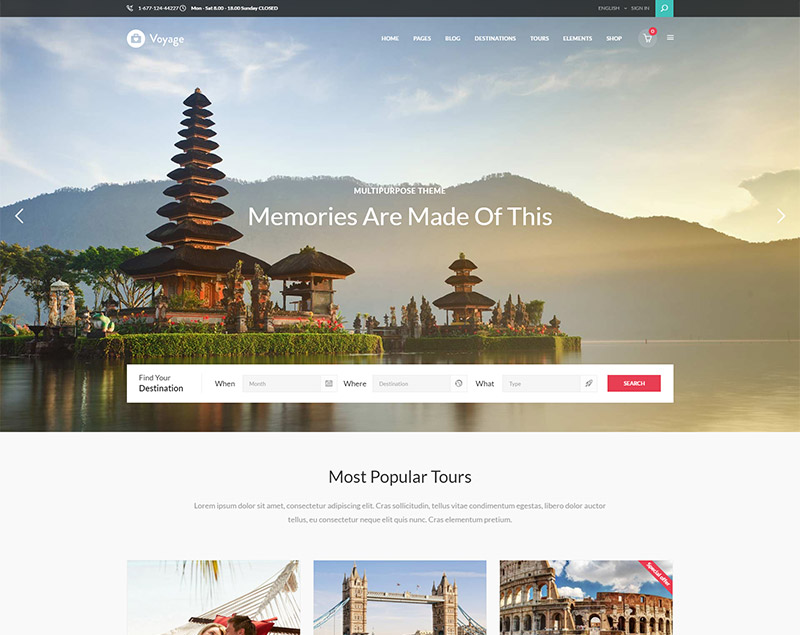 1-677-124-44227 Mon - Sat 8.00 - 18.00 Sunday CLOSED ENGLISH SIGN IN
Voyage HOME PAGES BLOG DESTINATIONS TOURS ELEMENTS SHOP 0
MULTIPURPOSE THEME
Memories Are Made Of This
Find Your
Destination
When Month Where Destination What Type SEARCH
Most Popular Tours
Lorem ipsum dolor sit amet, consectetur adipiscing elit. Cras sollicitudin, tellus vitae condimentum egestas, libero dolor auctor
tellus, eu consectetur neque elit quis nunc. Cras elementum pretium.
Special offer